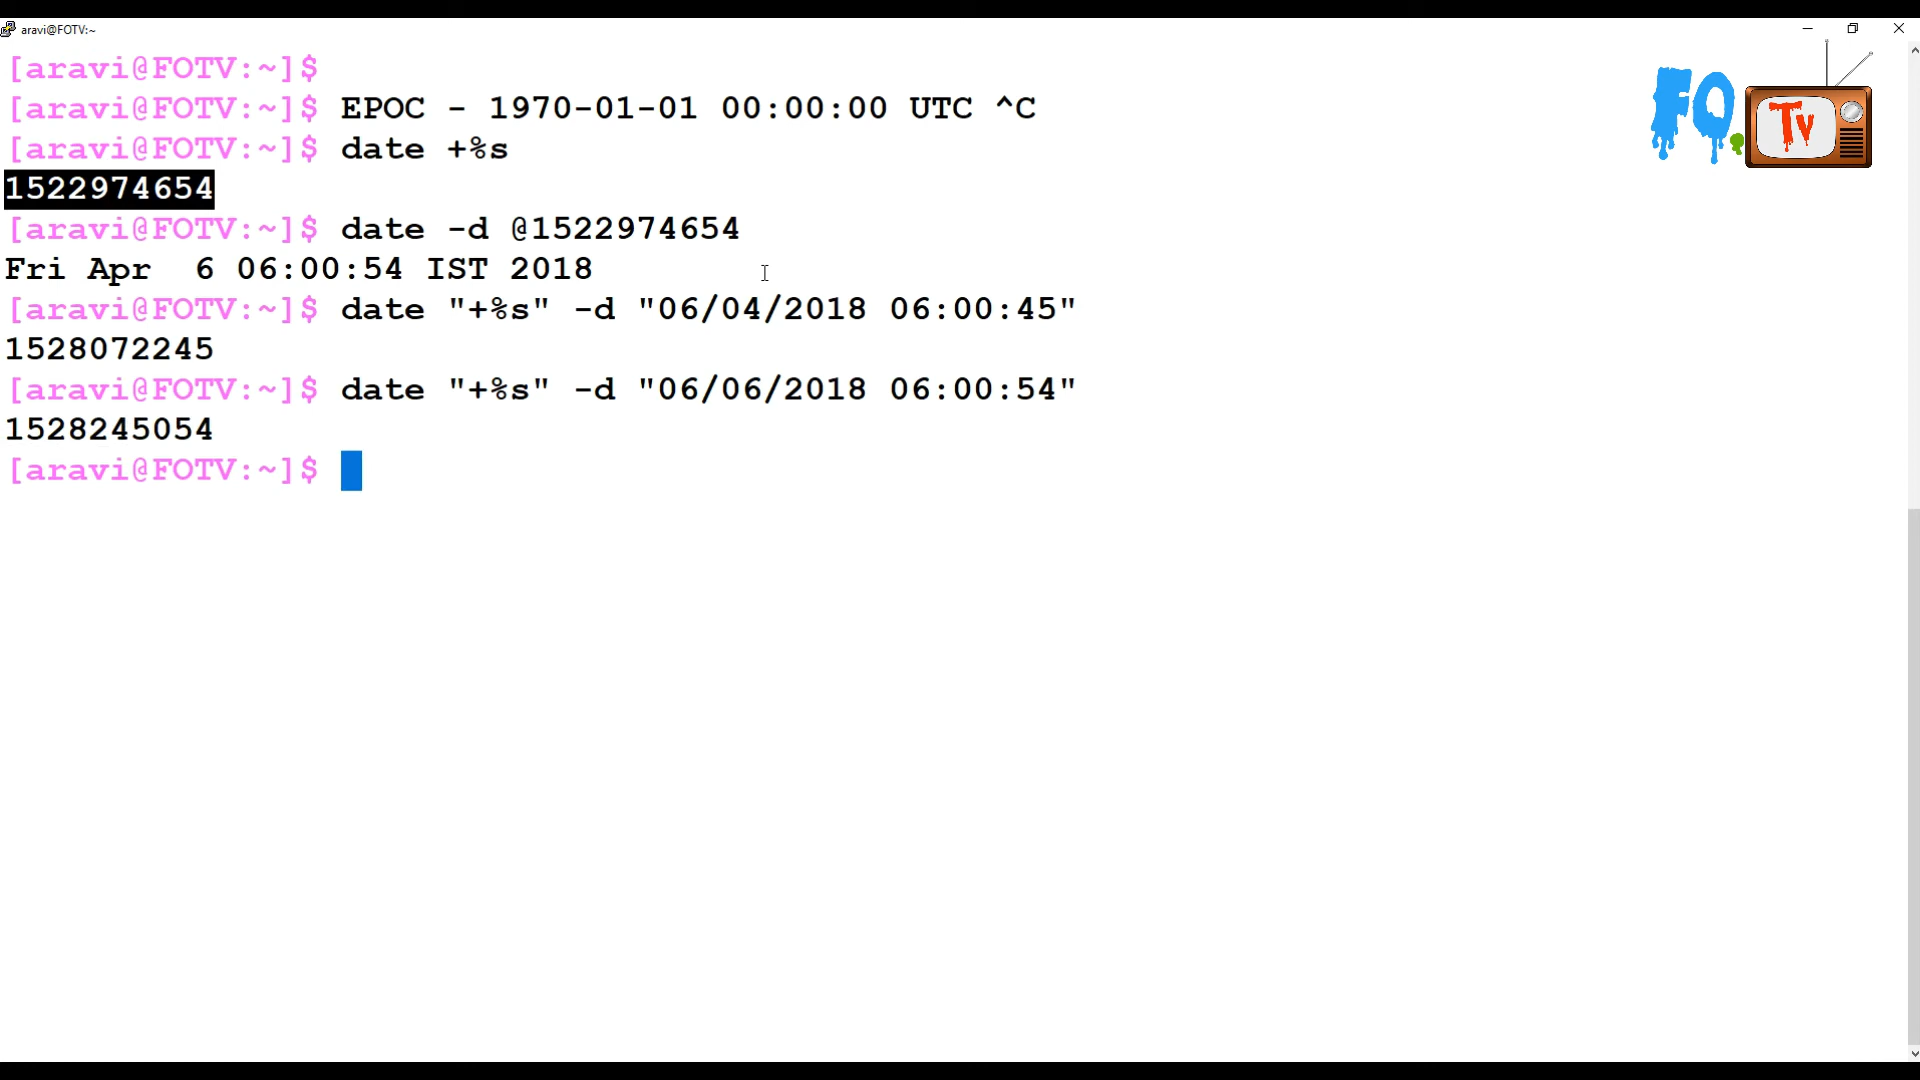 aravi@FOTV:~
[aravi@FOTV:~]$
[aravi@FOTV:~]$ EPOC - 1970-01-01 00:00:00 UTC ^C
[aravi@FOTV:~]$ date +%s
1522974654
[aravi@FOTV:~]$ date -d @1522974654
Fri Apr  6 06:00:54 IST 2018
[aravi@FOTV:~]$ date "+%s" -d "06/04/2018 06:00:45"
1528072245
[aravi@FOTV:~]$ date "+%s" -d "06/06/2018 06:00:54"
1528245054
[aravi@FOTV:~]$
FO
Tv